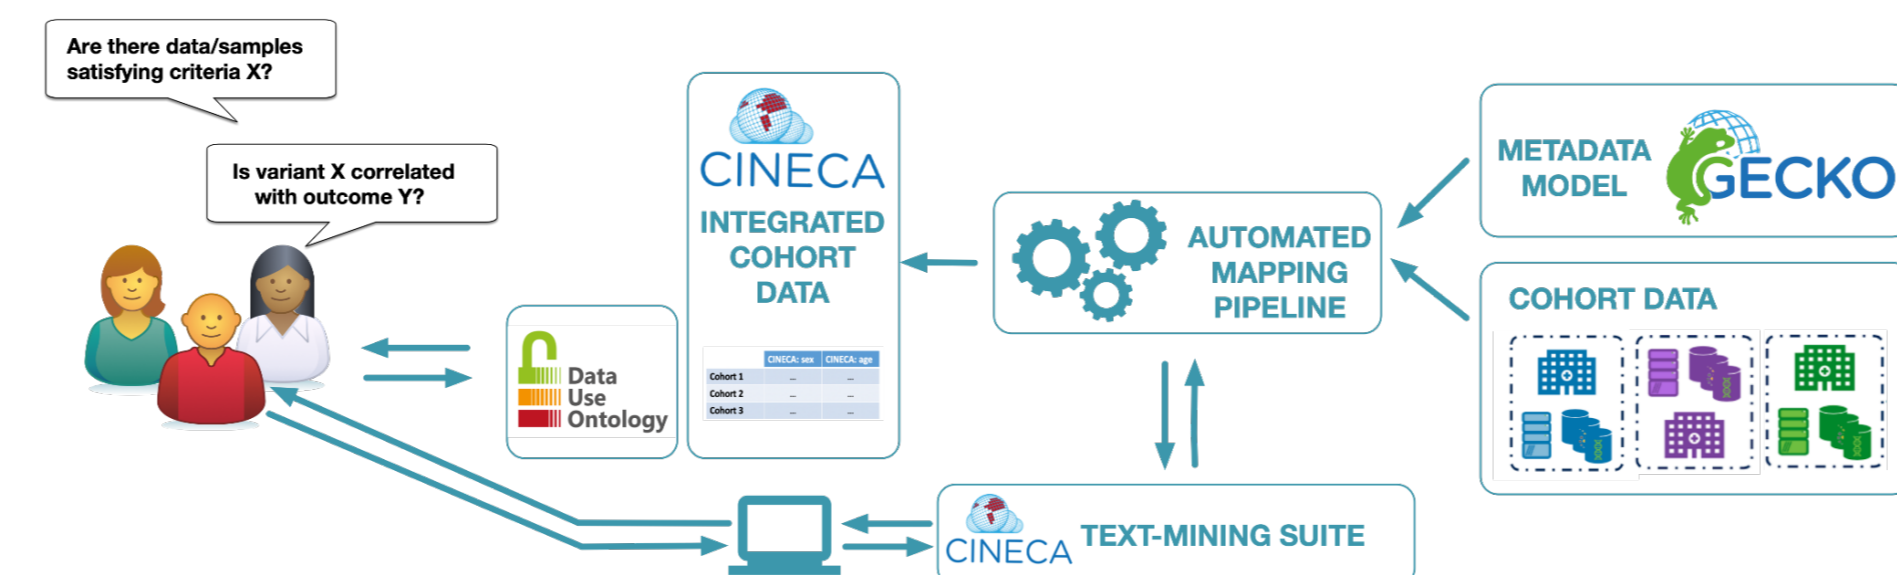 Are there data/samples
satisfying criteria X?
Is variant X correlated
with outcome Y?
Data
Use
Ontology
CINECA
INTEGRATED
COHORT
DATA
CINECA: sex CINECA: age
Cohort 1 ... ...
Cohort 2 ... ...
Cohort 3 ... ...
AUTOMATED
MAPPING
PIPELINE
METADATA
MODEL
GECKO
COHORT DATA
CINECA
TEXT-MINING SUITE